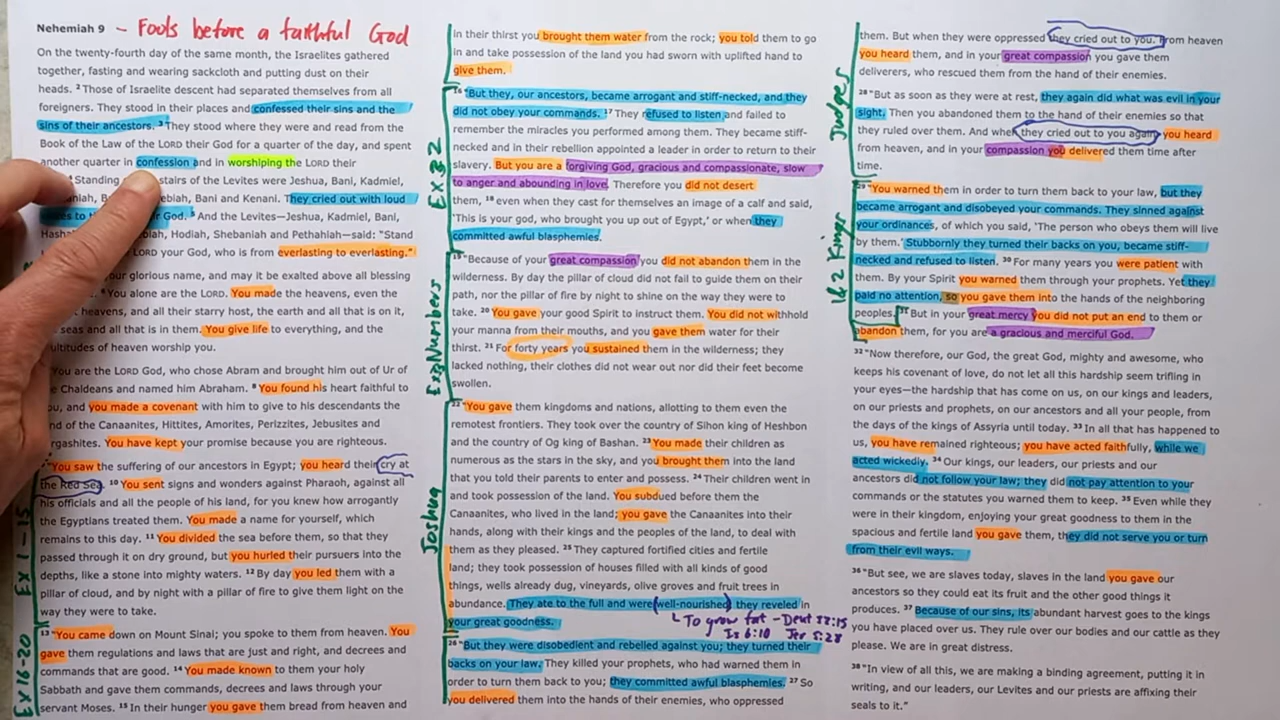 Nehemiah 9 - Fools before a faithful God
On the twenty-fourth day of the same month, the Israelites gathered
together, fasting and wearing sackcloth and putting dust on their
heads. 2 Those of Israelite descent had separated themselves from all
foreigners. They stood in their places and confessed their sins and the
sins of their ancestors. 3 They stood where they were and read from the
Book of the Law of the LORD their God for a quarter of the day, and spent
another quarter in confession and in worshiping the LORD their
Standing stairs of the Levites were Jeshua, Bani, Kadmiel,
ebiah, Bani and Kenani. They cried out with loud
God. 5 And the Levites—Jeshua, Kadmiel, Bani,
Hodiah, Shebaniah and Pethahiah—said: "Stand
LORD your God, who is from everlasting to everlasting."
your glorious name, and may it be exalted above all blessing
6 You alone are the LORD. You made the heavens, even the
heavens, and all their starry host, the earth and all that is on it,
seas and all that is in them. You give life to everything, and the
ultitudes of heaven worship you.
You are the LORD God, who chose Abram and brought him out of Ur of
Chaldeans and named him Abraham. 8 You found his heart faithful to
ou, and you made a covenant with him to give to his descendants the
nd of the Canaanites, Hittites, Amorites, Perizzites, Jebusites and
rgashites. You have kept your promise because you are righteous.
"You saw the suffering of our ancestors in Egypt; you heard their cry at
the Red Sea. 10 You sent signs and wonders against Pharaoh, against all
his officials and all the people of his land, for you knew how arrogantly
the Egyptians treated them. You made a name for yourself, which
remains to this day. 11 You divided the sea before them, so that they
passed through it on dry ground, but you hurled their pursuers into the
depths, like a stone into mighty waters. 12 By day you led them with a
pillar of cloud, and by night with a pillar of fire to give them light on the
way they were to take.
Ex 1-15
13 "You came down on Mount Sinai; you spoke to them from heaven. You
gave them regulations and laws that are just and right, and decrees and
commands that are good. 14 You made known to them your holy
Sabbath and gave them commands, decrees and laws through your
servant Moses. 15 In their hunger you gave them bread from heaven and
Ex 16-20
in their thirst you brought them water from the rock; you told them to go
in and take possession of the land you had sworn with uplifted hand to
give them.
16 "But they, our ancestors, became arrogant and stiff-necked, and they
did not obey your commands. 17 They refused to listen and failed to
remember the miracles you performed among them. They became stiff-
necked and in their rebellion appointed a leader in order to return to their
slavery. But you are a forgiving God, gracious and compassionate, slow
to anger and abounding in love. Therefore you did not desert
them, 18 even when they cast for themselves an image of a calf and said,
'This is your god, who brought you up out of Egypt,' or when they
committed awful blasphemies.
Ex 32
19 "Because of your great compassion you did not abandon them in the
wilderness. By day the pillar of cloud did not fail to guide them on their
path, nor the pillar of fire by night to shine on the way they were to
take. 20 You gave your good Spirit to instruct them. You did not withhold
your manna from their mouths, and you gave them water for their
thirst. 21 For forty years you sustained them in the wilderness; they
lacked nothing, their clothes did not wear out nor did their feet become
swollen.
Numbers
22 "You gave them kingdoms and nations, allotting to them even the
remotest frontiers. They took over the country of Sihon king of Heshbon
and the country of Og king of Bashan. 23 You made their children as
numerous as the stars in the sky, and you brought them into the land
that you told their parents to enter and possess. 24 Their children went in
and took possession of the land. You subdued before them the
Canaanites, who lived in the land; you gave the Canaanites into their
hands, along with their kings and the peoples of the land, to deal with
them as they pleased. 25 They captured fortified cities and fertile
land; they took possession of houses filled with all kinds of good
things, wells already dug, vineyards, olive groves and fruit trees in
abundance. They ate to the full and were (well-nourished) they reveled in
your great goodness.
To grow fat - Deut 32:15
Is 6:10 Jer 5:28
Joshua
26 "But they were disobedient and rebelled against you; they turned their
backs on your law. They killed your prophets, who had warned them in
order to turn them back to you; they committed awful blasphemies. 27 So
you delivered them into the hands of their enemies, who oppressed
them. But when they were oppressed they cried out to you. From heaven
you heard them, and in your great compassion you gave them
deliverers, who rescued them from the hand of their enemies.
28 "But as soon as they were at rest, they again did what was evil in your
sight. Then you abandoned them to the hand of their enemies so that
they ruled over them. And when they cried out to you again, you heard
from heaven, and in your compassion you delivered them time after
time.
Judges
29 "You warned them in order to turn them back to your law, but they
became arrogant and disobeyed your commands. They sinned against
your ordinances, of which you said, 'The person who obeys them will live
by them.' Stubbornly they turned their backs on you, became stiff-
necked and refused to listen. 30 For many years you were patient with
them. By your Spirit you warned them through your prophets. Yet they
paid no attention, so you gave them into the hands of the neighboring
peoples. 31 But in your great mercy you did not put an end to them or
abandon them, for you are a gracious and merciful God.
1&2 Kings
32 "Now therefore, our God, the great God, mighty and awesome, who
keeps his covenant of love, do not let all this hardship seem trifling in
your eyes—the hardship that has come on us, on our kings and leaders,
on our priests and prophets, on our ancestors and all your people, from
the days of the kings of Assyria until today. 33 In all that has happened to
us, you have remained righteous; you have acted faithfully, while we
acted wickedly. 34 Our kings, our leaders, our priests and our
ancestors did not follow your law; they did not pay attention to your
commands or the statutes you warned them to keep. 35 Even while they
were in their kingdom, enjoying your great goodness to them in the
spacious and fertile land you gave them, they did not serve you or turn
from their evil ways.
36 "But see, we are slaves today, slaves in the land you gave our
ancestors so they could eat its fruit and the other good things it
produces. 37 Because of our sins, its abundant harvest goes to the kings
you have placed over us. They rule over our bodies and our cattle as they
please. We are in great distress.
38 "In view of all this, we are making a binding agreement, putting it in
writing, and our leaders, our Levites and our priests are affixing their
seals to it."